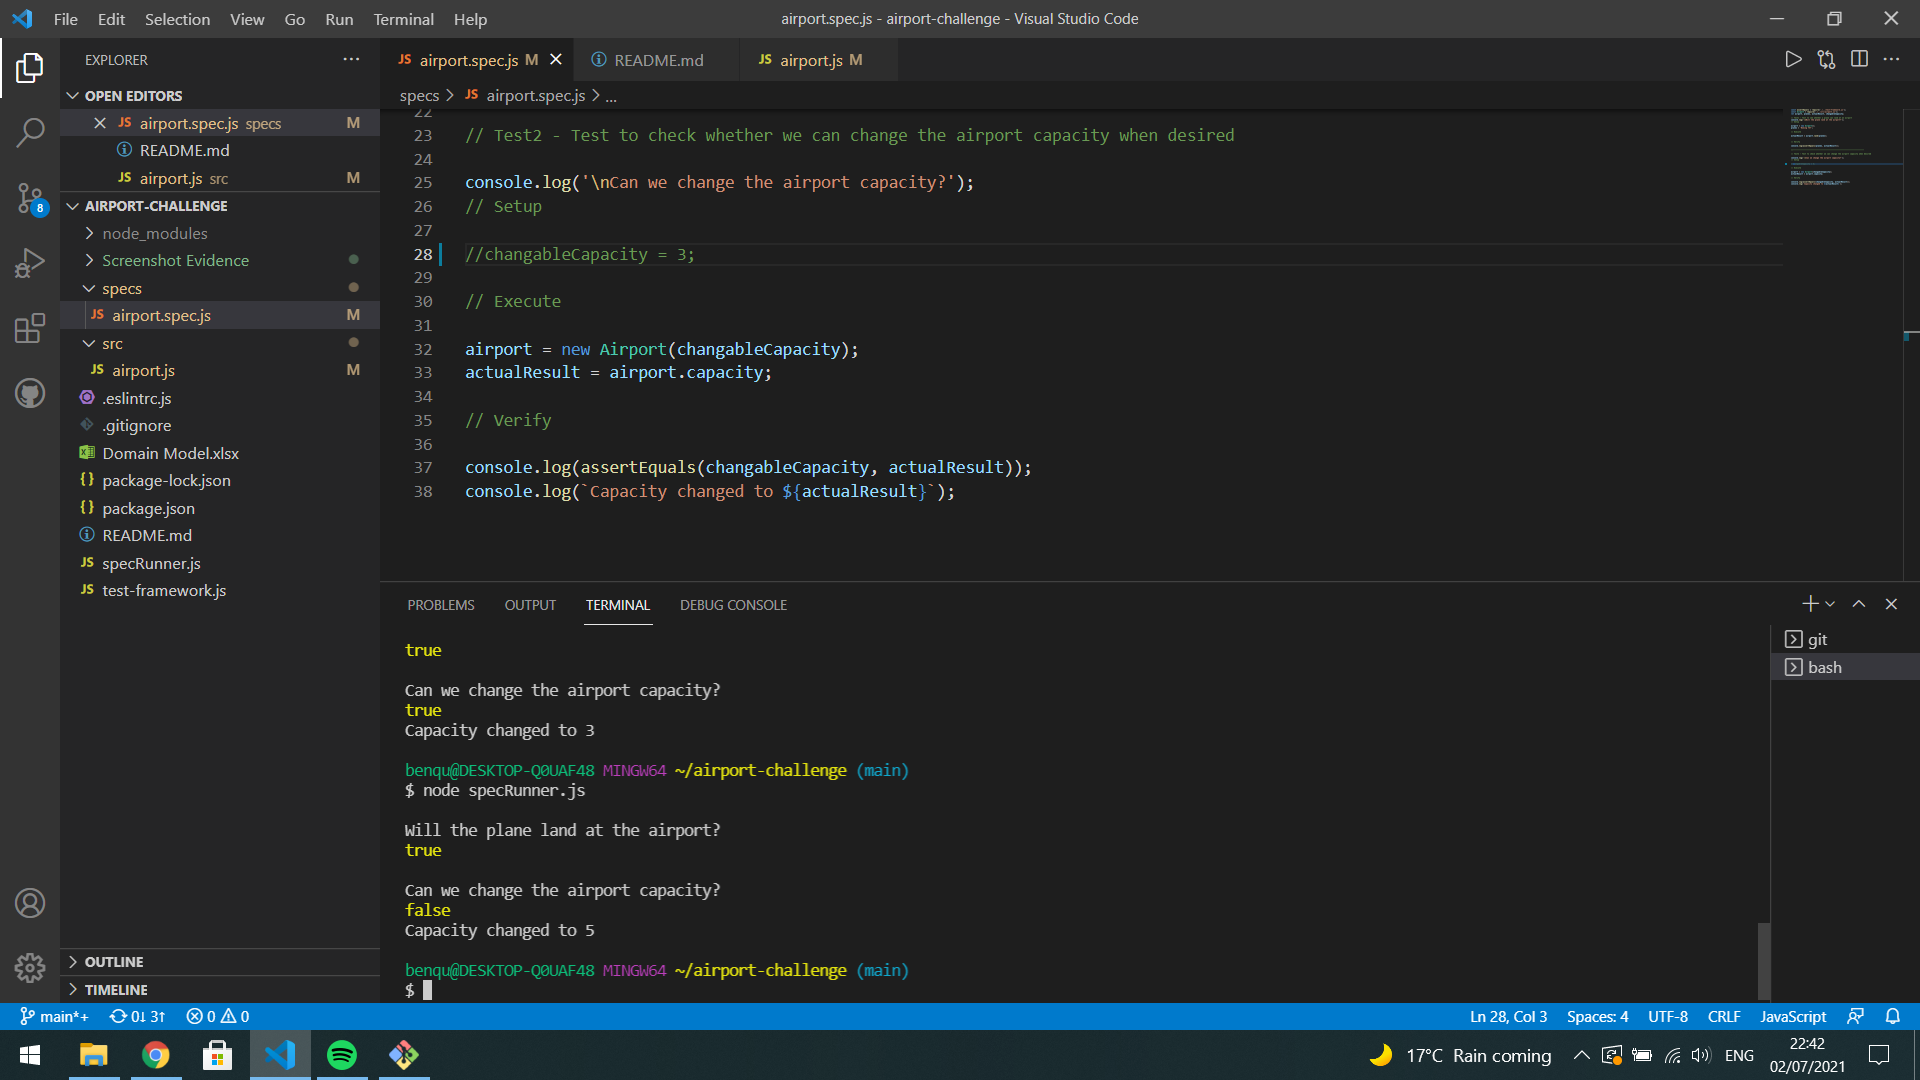 File Edit Selection View Go Run Terminal Help
airport.spec.js - airport-challenge - Visual Studio Code
EXPLORER
OPEN EDITORS
JS airport.spec.js specs M
README.md
JS airport.js src M
8
AIRPORT-CHALLENGE
node_modules
Screenshot Evidence
specs
JS airport.spec.js M
src
JS airport.js M
.eslintrc.js
.gitignore
Domain Model.xlsx
{} package-lock.json
{} package.json
README.md
JS specRunner.js
JS test-framework.js
OUTLINE
TIMELINE
JS airport.spec.js M
README.md
JS airport.js M
specs > JS airport.spec.js > ...
22
23 // Test2 - Test to check whether we can change the airport capacity when desired
24
25 console.log('\nCan we change the airport capacity?');
26 // Setup
27
28 //changableCapacity = 3;
29
30 // Execute
31
32 airport = new Airport(changableCapacity);
33 actualResult = airport.capacity;
34
35 // Verify
36
37 console.log(assertEquals(changableCapacity, actualResult));
38 console.log(`Capacity changed to ${actualResult}`);
PROBLEMS OUTPUT TERMINAL DEBUG CONSOLE
git
bash
true
Can we change the airport capacity?
true
Capacity changed to 3
benqu@DESKTOP-Q0UAF48 MINGW64 ~/airport-challenge (main)
$ node specRunner.js
Will the plane land at the airport?
true
Can we change the airport capacity?
false
Capacity changed to 5
benqu@DESKTOP-Q0UAF48 MINGW64 ~/airport-challenge (main)
$
main*+ 0↓ 3↑ 0 0
Ln 28, Col 3 Spaces: 4 UTF-8 CRLF JavaScript
17°C Rain coming ENG
22:42
02/07/2021